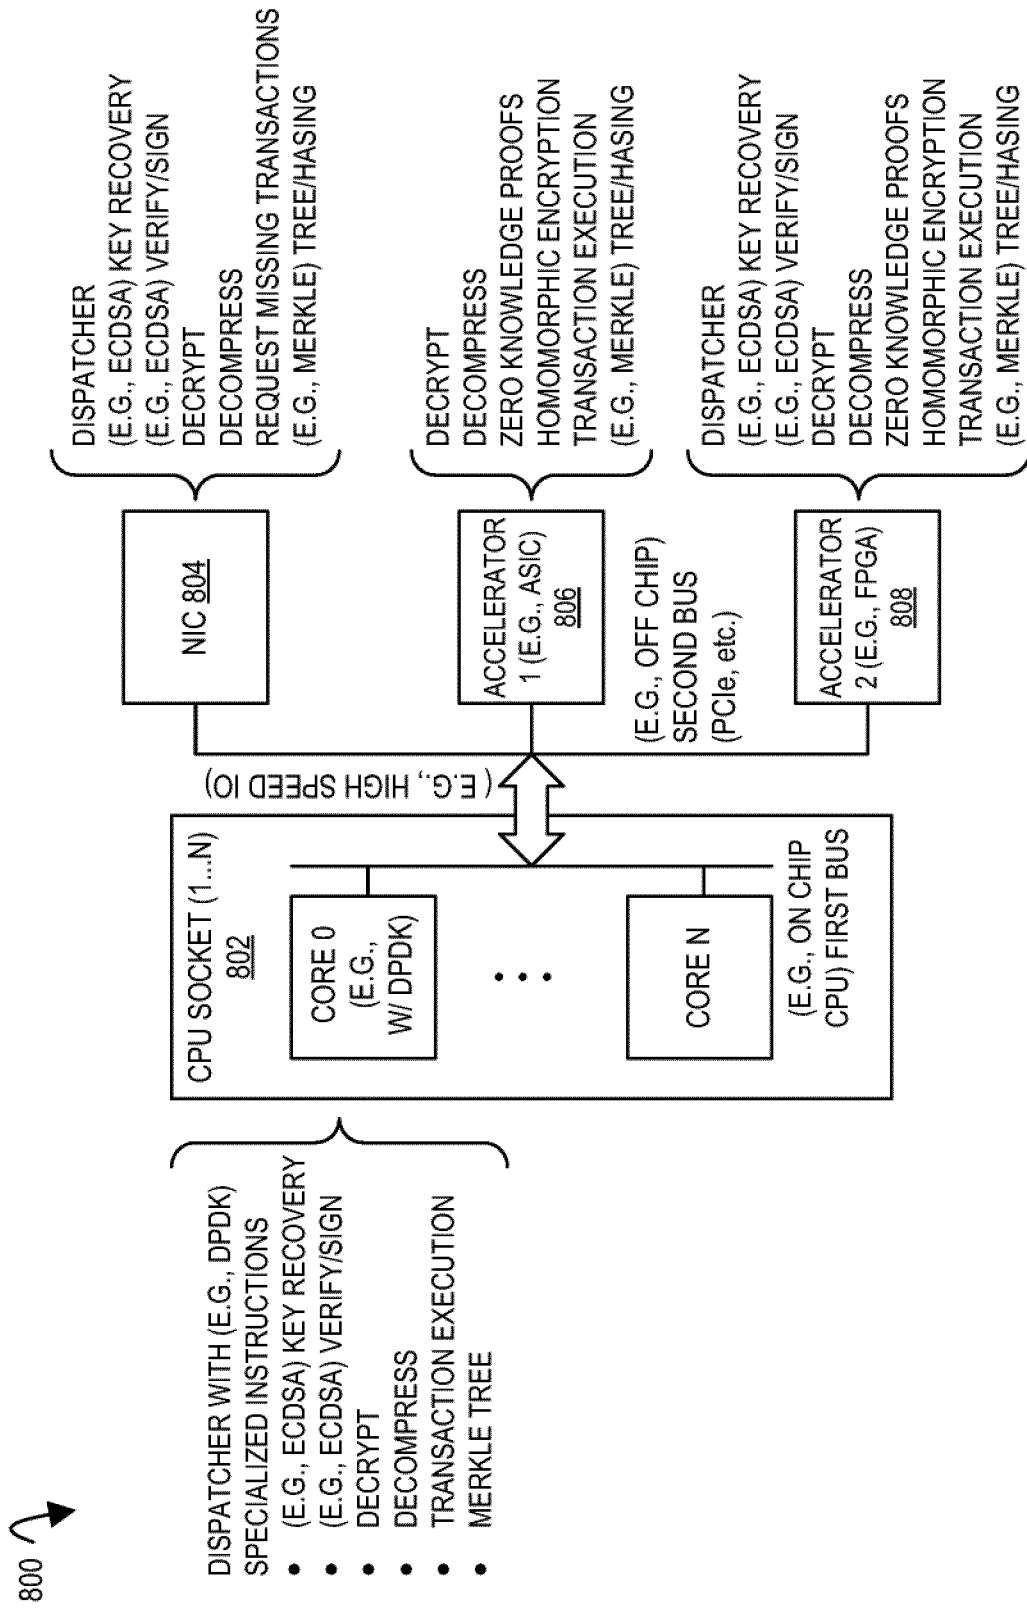 800
DISPATCHER WITH (E.G., DPDK)
SPECIALIZED INSTRUCTIONS
• (E.G., ECDSA) KEY RECOVERY
• (E.G., ECDSA) VERIFY/SIGN
• DECRYPT
• DECOMPRESS
• TRANSACTION EXECUTION
• MERKLE TREE
CPU SOCKET (1...N)
802
CORE 0
(E.G.,
W/ DPDK)
CORE N
(E.G., ON CHIP
CPU) FIRST BUS
(E.G., HIGH SPEED IO)
NIC 804
DISPATCHER
(E.G., ECDSA) KEY RECOVERY
(E.G., ECDSA) VERIFY/SIGN
DECRYPT
DECOMPRESS
REQUEST MISSING TRANSACTIONS
(E.G., MERKLE) TREE/HASING
ACCELERATOR
1 (E.G., ASIC)
806
DECRYPT
DECOMPRESS
ZERO KNOWLEDGE PROOFS
HOMOMORPHIC ENCRYPTION
TRANSACTION EXECUTION
(E.G., MERKLE) TREE/HASING
(E.G., OFF CHIP)
SECOND BUS
(PCIe, etc.)
ACCELERATOR
2 (E.G., FPGA)
808
DISPATCHER
(E.G., ECDSA) KEY RECOVERY
(E.G., ECDSA) VERIFY/SIGN
DECRYPT
DECOMPRESS
ZERO KNOWLEDGE PROOFS
HOMOMORPHIC ENCRYPTION
TRANSACTION EXECUTION
(E.G., MERKLE) TREE/HASING